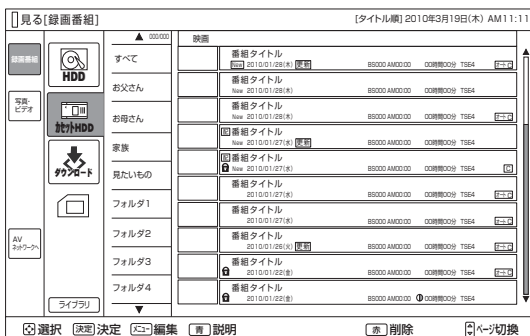 見る[録画番組]
[タイトル順] 2010年3月19日(木) AM11:11
録画番組
写真・ビデオ
AVネットワークへ
HDD
カセットHDD
ダウンロード
ライブラリ
000/000
すべて
お父さん
お母さん
家族
見たいもの
フォルダ1
フォルダ2
フォルダ3
フォルダ4
映画
番組タイトル
New 2010/01/28(木) 更新 BS000 AM00:00 00時間00分 TSE4
番組タイトル
New 2010/01/28(木) BS000 AM00:00 00時間00分 TSE4
番組タイトル
New 2010/01/28(木) BS000 AM00:00 00時間00分 TSE4
番組タイトル
New 2010/01/27(水) 更新 BS000 AM00:00 00時間00分 TSE4
番組タイトル
New 2010/01/27(水) BS000 AM00:00 00時間00分 TSE4 C
番組タイトル
2010/01/27(水) BS000 AM00:00 00時間00分 TSE4
番組タイトル
2010/01/27(水) BS000 AM00:00 00時間00分 TSE4
番組タイトル
2010/01/26(火) 更新 BS000 AM00:00 00時間00分 TSE4
番組タイトル
2010/01/22(金) BS000 AM00:00 00時間00分 TSE4
番組タイトル
2010/01/22(金) BS000 AM00:00 00時間00分 TSE4
選択 決定 決定 メニュー 編集 青 説明 赤 削除 ページ切換